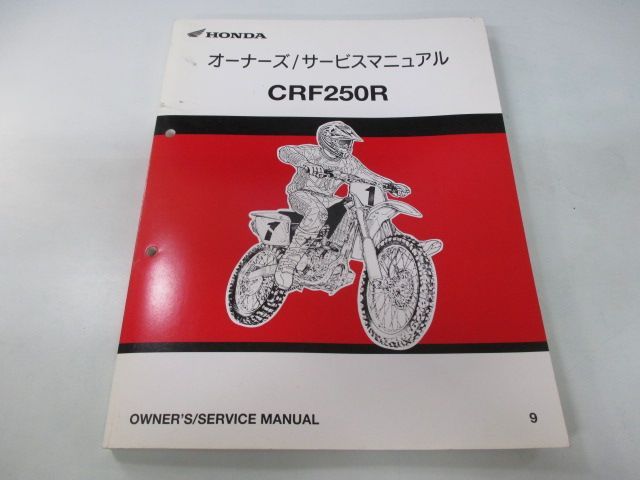 HONDA
オーナーズ/サービスマニュアル
CRF250R
1
1
OWNER'S/SERVICE MANUAL 9